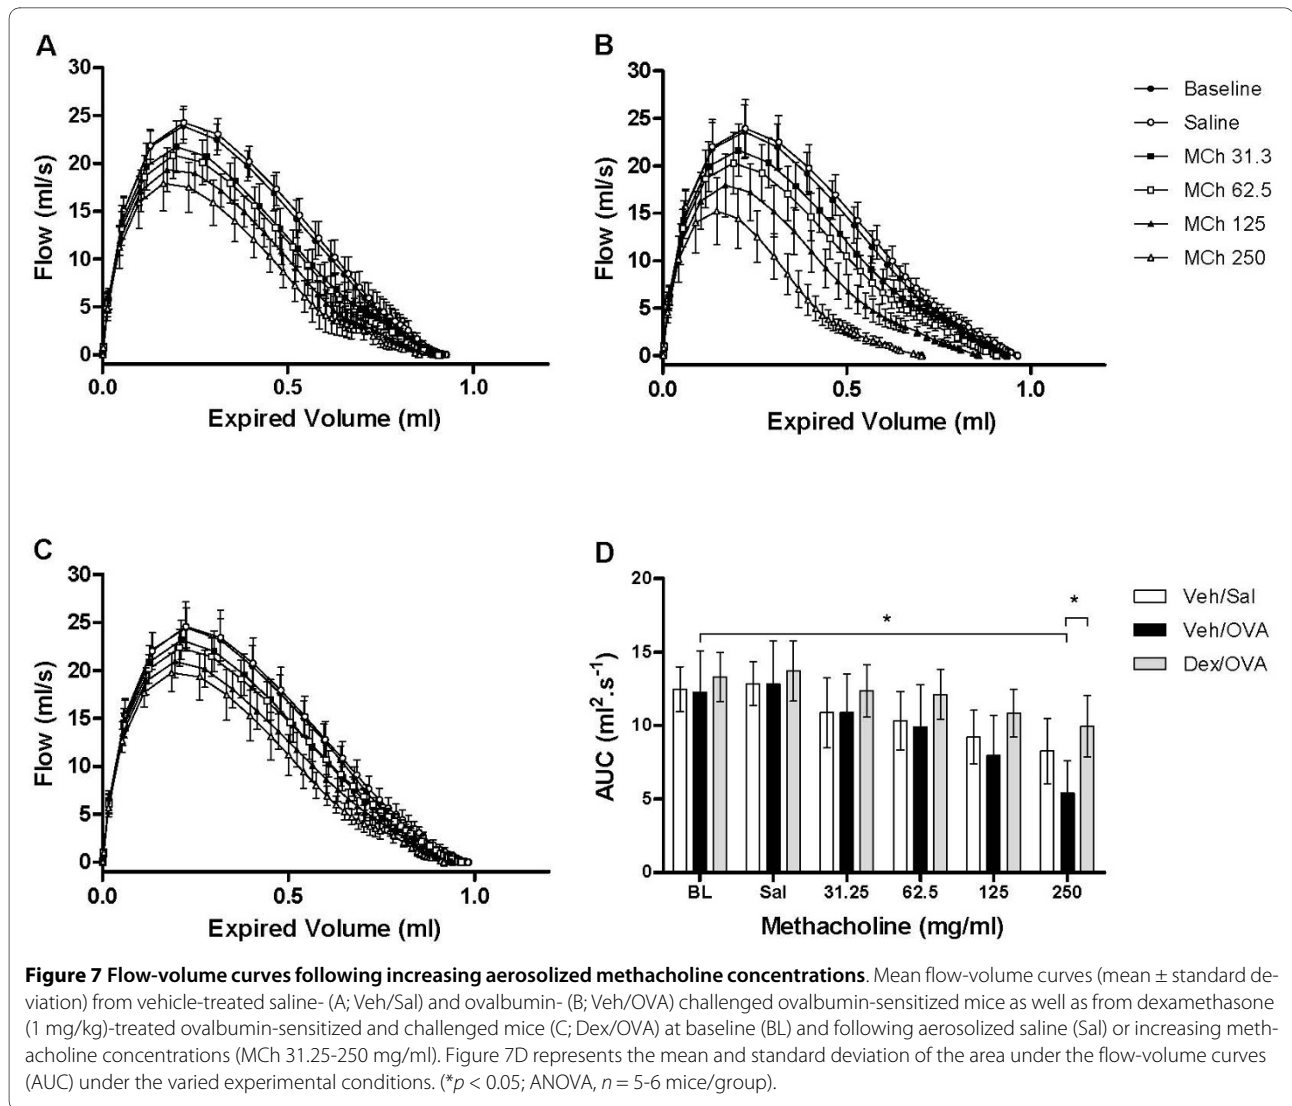 A
30
25
20
15
10
5
0
Flow (ml/s)
0.0 0.5 1.0
Expired Volume (ml)
B
30
25
20
15
10
5
0
Flow (ml/s)
0.0 0.5 1.0
Expired Volume (ml)
Baseline
Saline
MCh 31.3
MCh 62.5
MCh 125
MCh 250
C
30
25
20
15
10
5
0
Flow (ml/s)
0.0 0.5 1.0
Expired Volume (ml)
D
20
15
10
5
0
AUC (ml².s⁻¹)
*
*
BL Sal 31.25 62.5 125 250
Methacholine (mg/ml)
Veh/Sal
Veh/OVA
Dex/OVA
Figure 7 Flow-volume curves following increasing aerosolized methacholine concentrations. Mean flow-volume curves (mean ± standard de-
viation) from vehicle-treated saline- (A; Veh/Sal) and ovalbumin- (B; Veh/OVA) challenged ovalbumin-sensitized mice as well as from dexamethasone
(1 mg/kg)-treated ovalbumin-sensitized and challenged mice (C; Dex/OVA) at baseline (BL) and following aerosolized saline (Sal) or increasing meth-
acholine concentrations (MCh 31.25-250 mg/ml). Figure 7D represents the mean and standard deviation of the area under the flow-volume curves
(AUC) under the varied experimental conditions. (*p < 0.05; ANOVA, n = 5-6 mice/group).